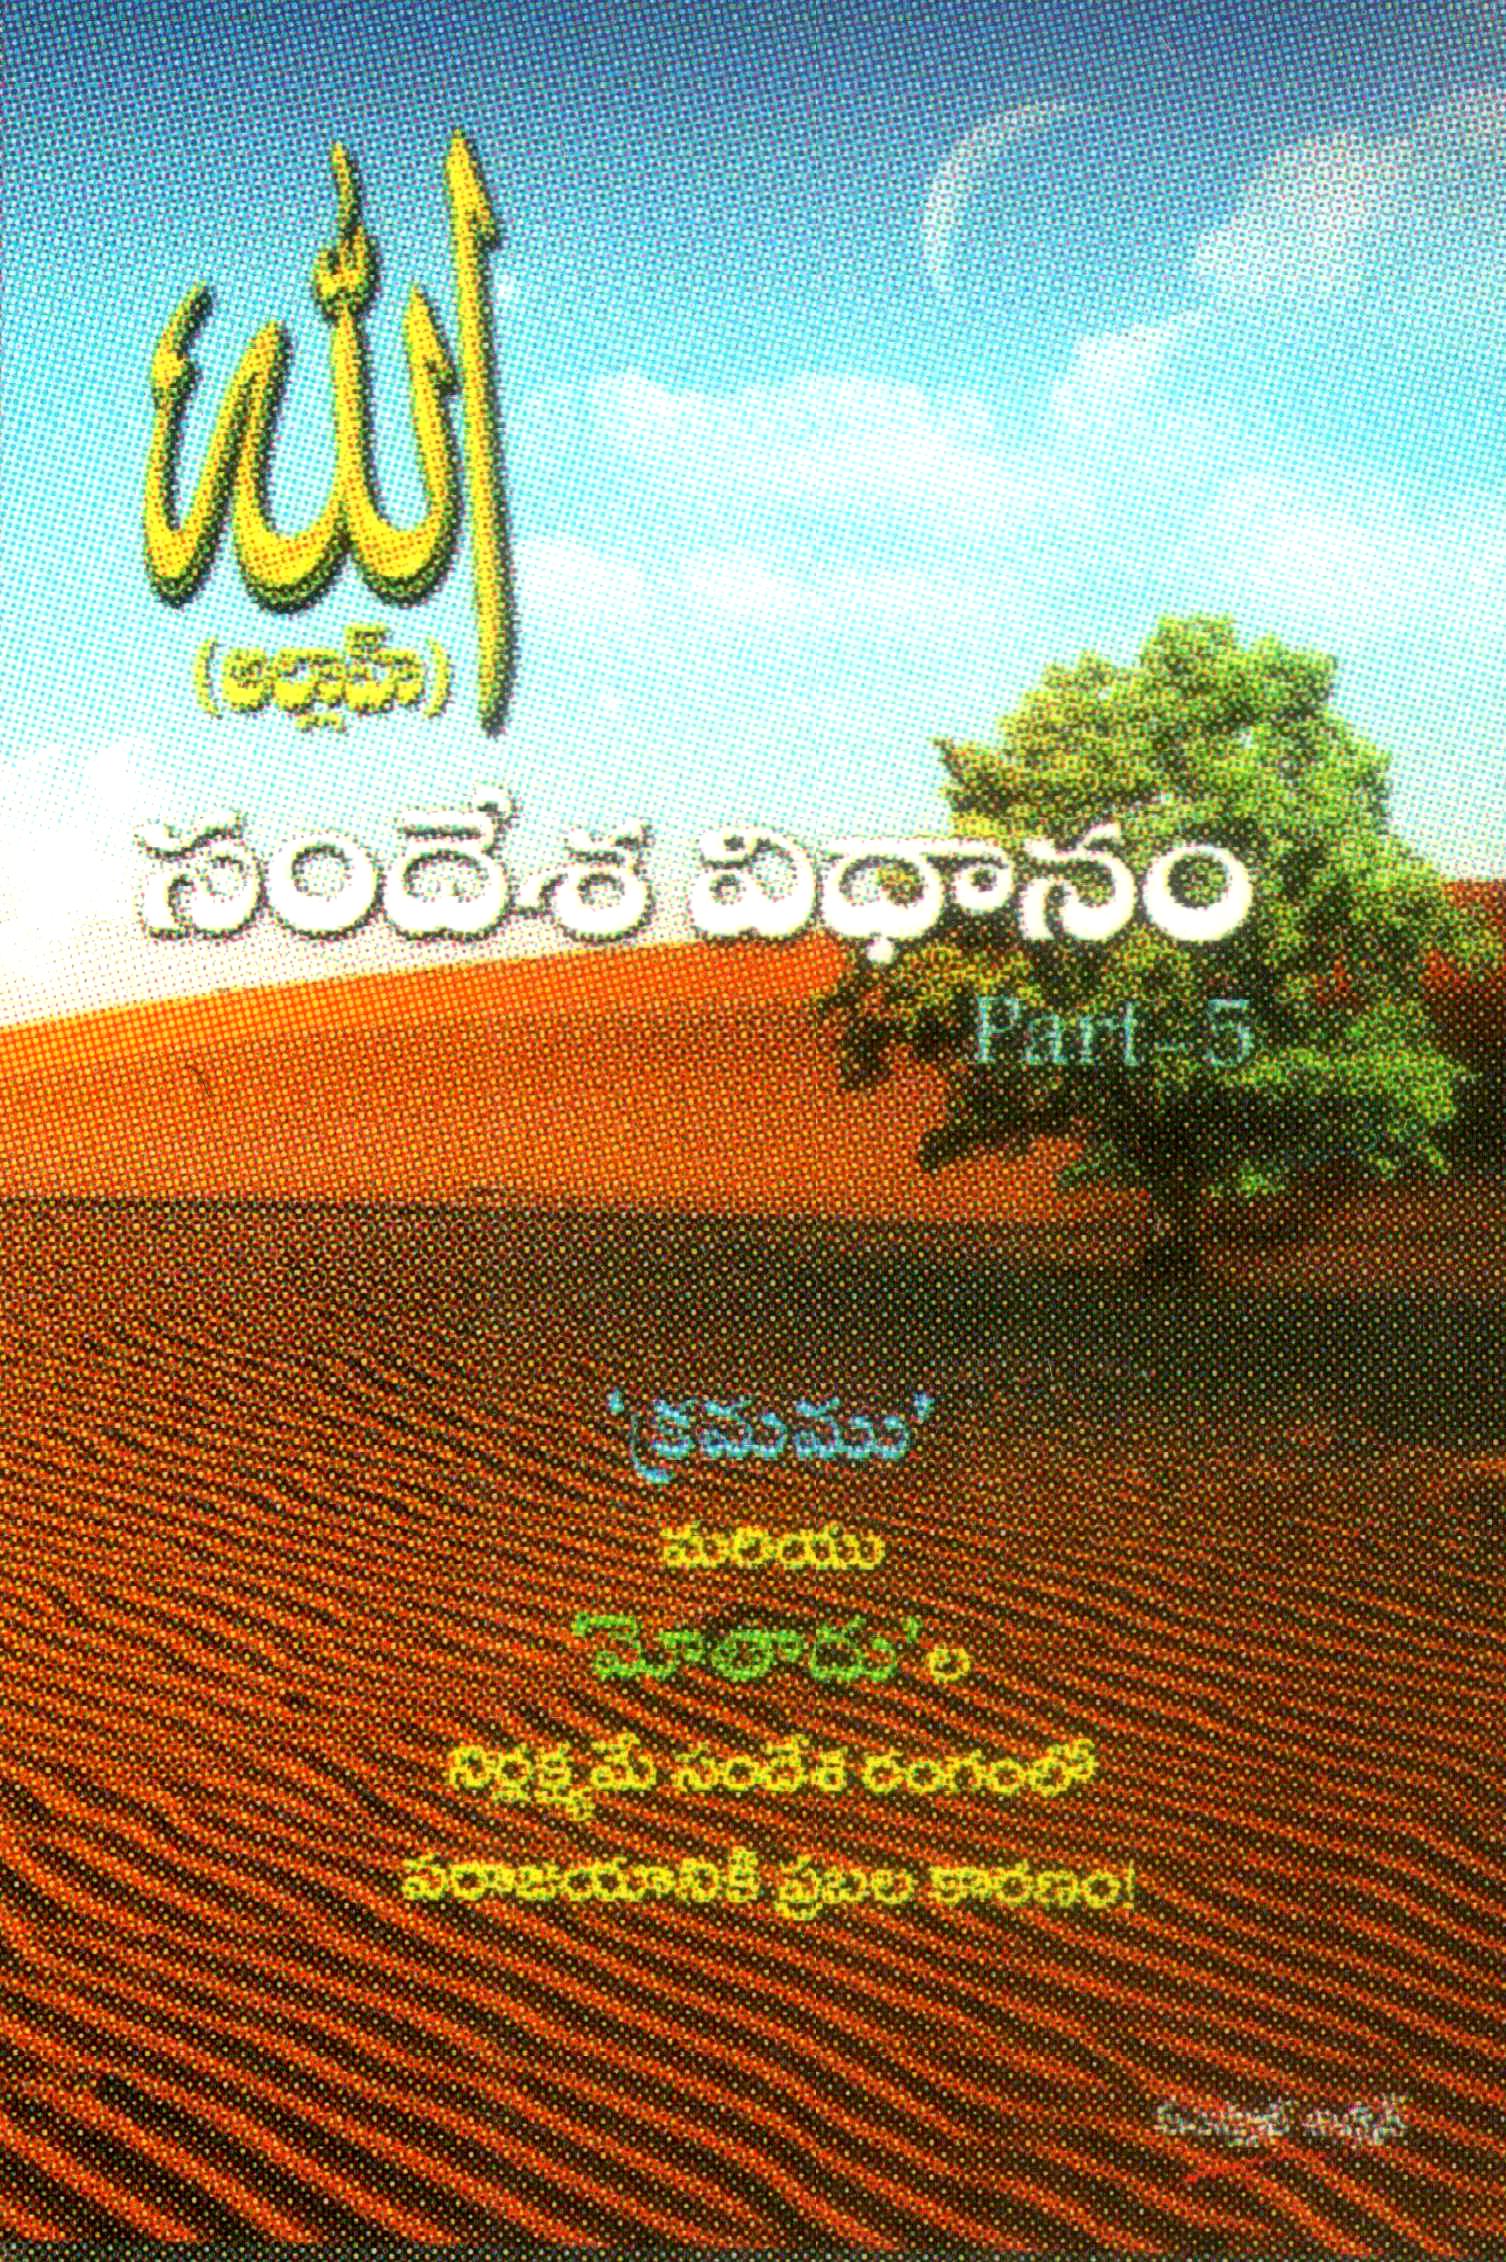 الله
(అల్లాహ్)
సందేశ విధానం
Part-5
'క్రమము'
మరియు
'మోతాదు'ల
నిర్లక్ష్యమే సందేశ రంగంలో
పరాజయానికి ప్రబల కారణం!